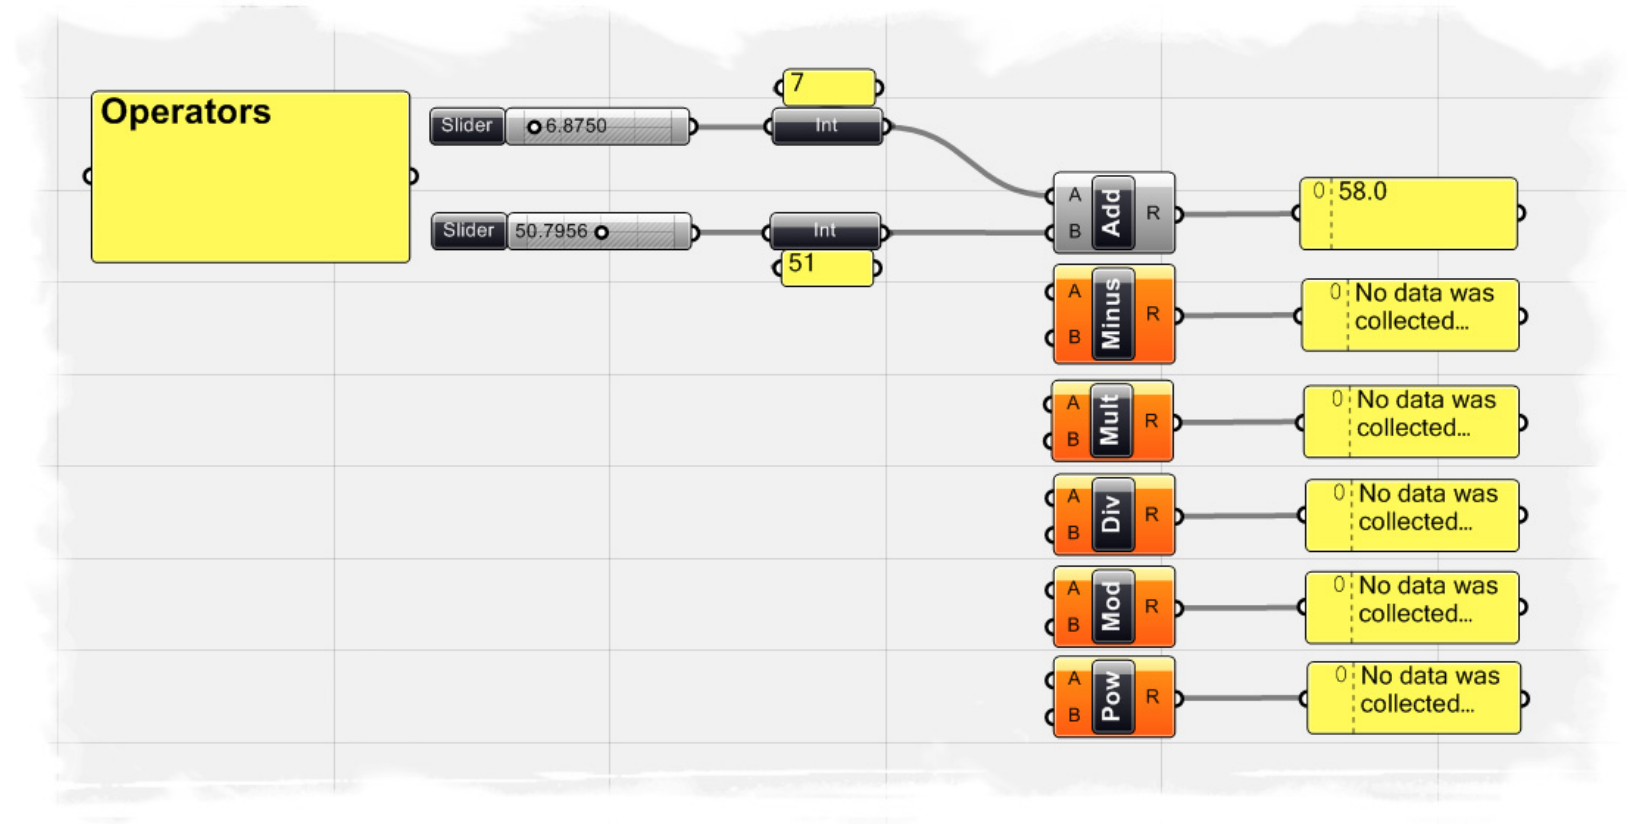 Operators
Slider 6.8750
7
Int
Slider 50.7956
Int
51
A
B
Add
R
0 58.0
A
B
Minus
R
0 No data was
collected...
A
B
Mult
R
0 No data was
collected...
A
B
Div
R
0 No data was
collected...
A
B
Mod
R
0 No data was
collected...
A
B
Pow
R
0 No data was
collected...